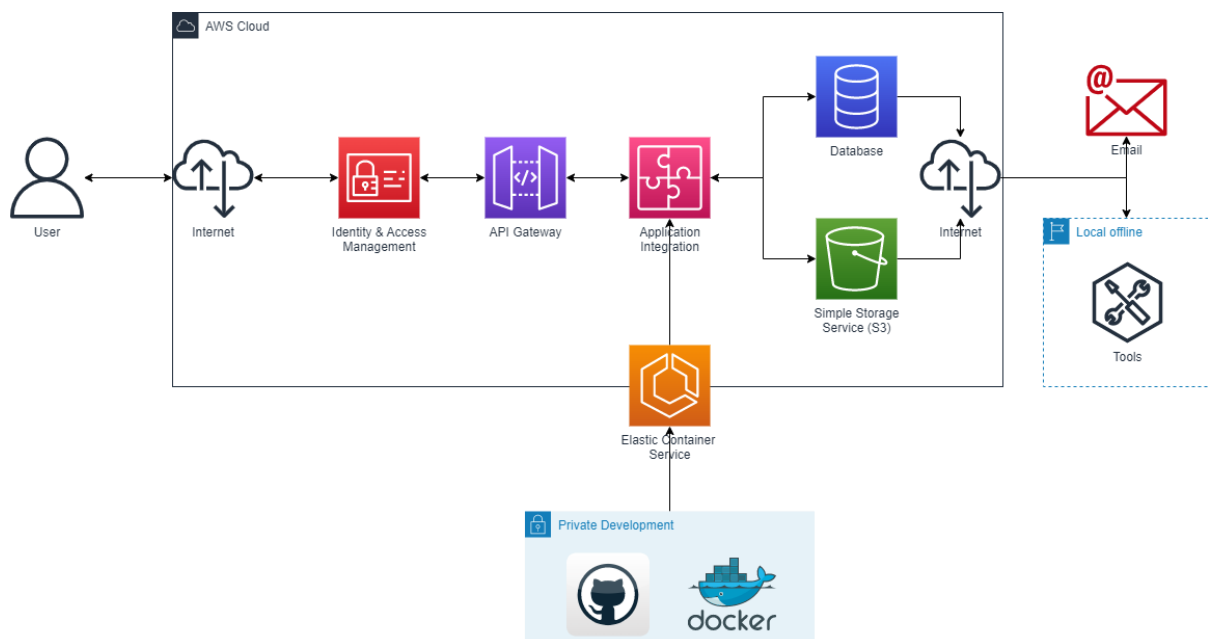 AWS Cloud
User
Internet
Identity & Access
Management
API Gateway
Application
Integration
Database
Simple Storage
Service (S3)
Internet
@
Email
Local offline
Tools
Elastic Container
Service
Private Development
docker